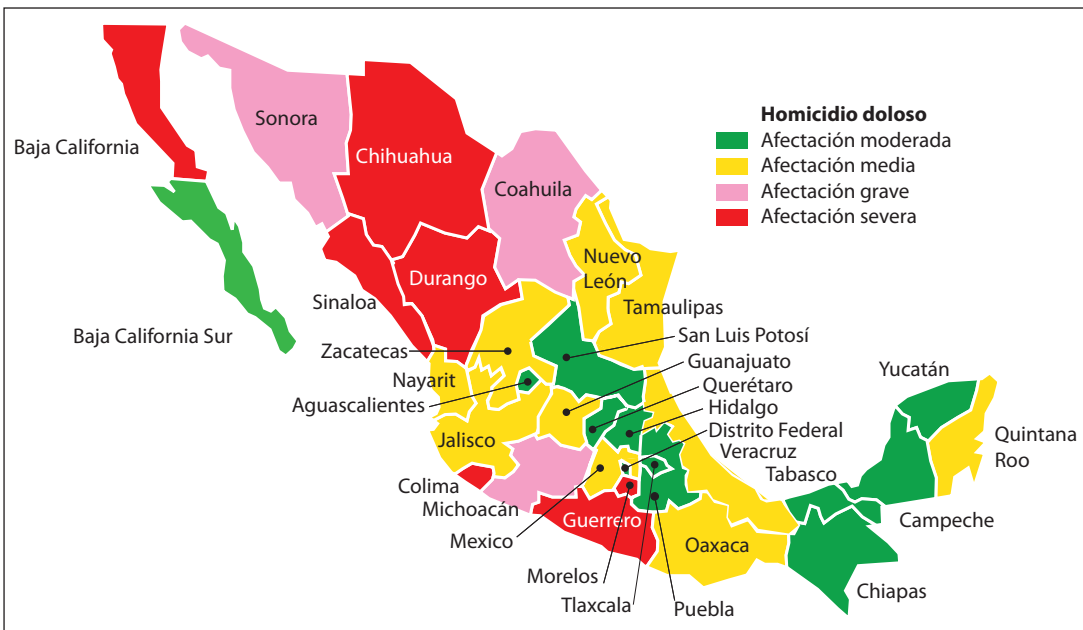 Homicidio doloso
Afectación moderada
Afectación media
Afectación grave
Afectación severa
Baja California
Sonora
Chihuahua
Coahuila
Nuevo
León
Durango
Sinaloa
Tamaulipas
Baja California Sur
San Luis Potosí
Zacatecas
Guanajuato
Nayarit
Querétaro
Yucatán
Aguascalientes
Hidalgo
Distrito Federal
Jalisco
Veracruz
Quintana
Roo
Tabasco
Colima
Michoacán
Campeche
Guerrero
Mexico
Oaxaca
Morelos
Chiapas
Tlaxcala
Puebla